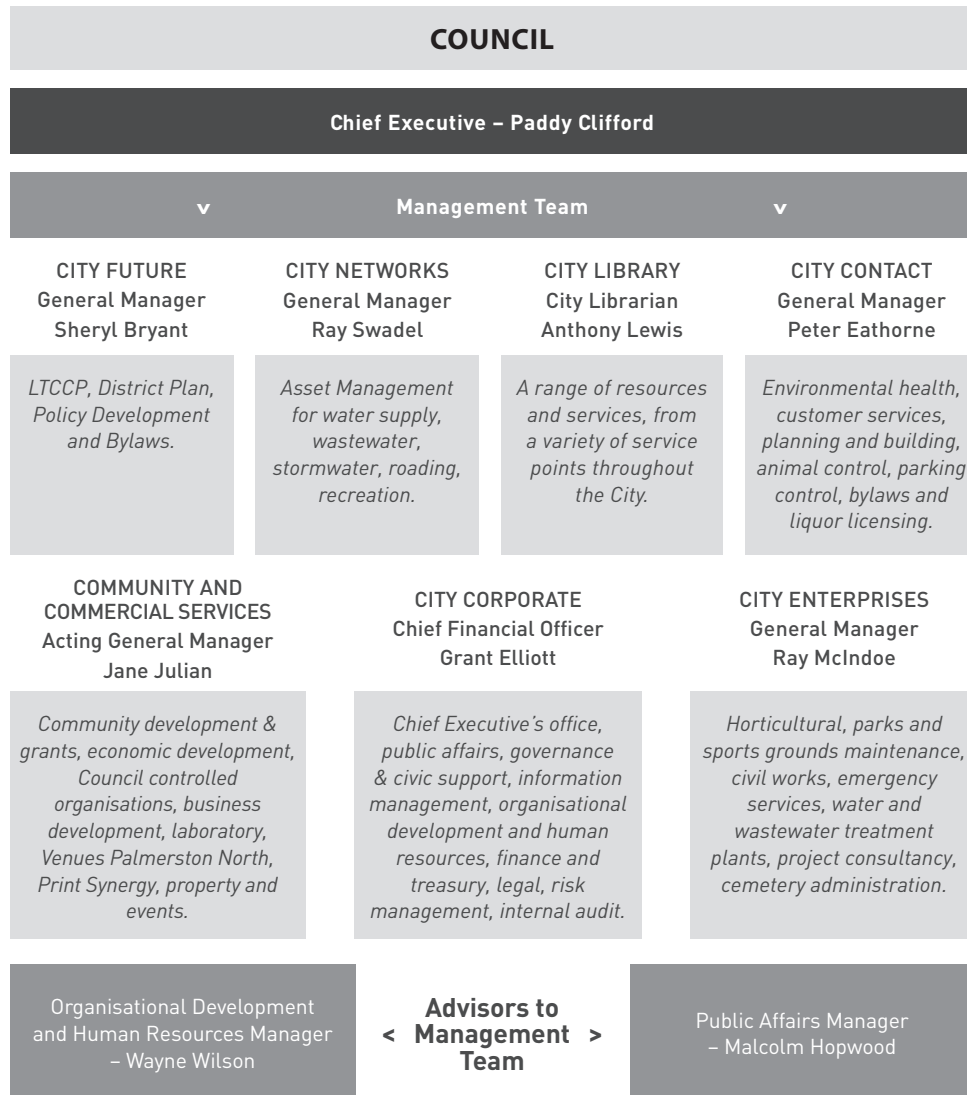 COUNCIL
Chief Executive – Paddy Clifford
v Management Team v
CITY FUTURE
General Manager
Sheryl Bryant
LTCCP, District Plan,
Policy Development
and Bylaws.
CITY NETWORKS
General Manager
Ray Swadel
Asset Management
for water supply,
wastewater,
stormwater, roading,
recreation.
CITY LIBRARY
City Librarian
Anthony Lewis
A range of resources
and services, from
a variety of service
points throughout
the City.
CITY CONTACT
General Manager
Peter Eathorne
Environmental health,
customer services,
planning and building,
animal control, parking
control, bylaws and
liquor licensing.
COMMUNITY AND
COMMERCIAL SERVICES
Acting General Manager
Jane Julian
Community development &
grants, economic development,
Council controlled
organisations, business
development, laboratory,
Venues Palmerston North,
Print Synergy, property and
events.
CITY CORPORATE
Chief Financial Officer
Grant Elliott
Chief Executive’s office,
public affairs, governance
& civic support, information
management, organisational
development and human
resources, finance and
treasury, legal, risk
management, internal audit.
CITY ENTERPRISES
General Manager
Ray McIndoe
Horticultural, parks and
sports grounds maintenance,
civil works, emergency
services, water and
wastewater treatment
plants, project consultancy,
cemetery administration.
Organisational Development
and Human Resources Manager
– Wayne Wilson
Advisors to
< Management >
Team
Public Affairs Manager
– Malcolm Hopwood